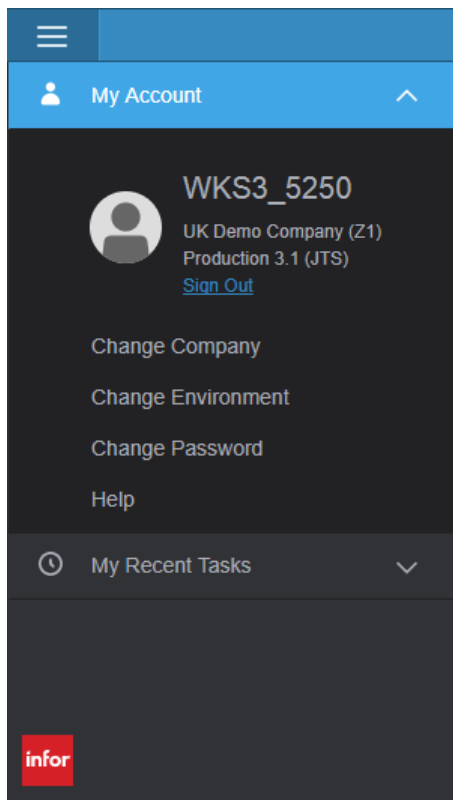 My Account
WKS3_5250
UK Demo Company (Z1)
Production 3.1 (JTS)
Sign Out
Change Company
Change Environment
Change Password
Help
My Recent Tasks
infor